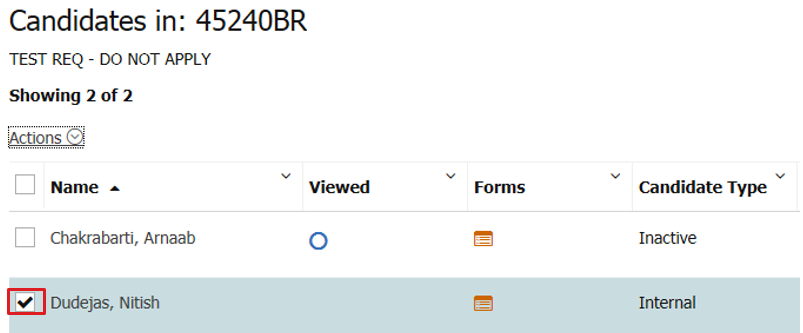 Candidates in: 45240BR
TEST REQ - DO NOT APPLY
Showing 2 of 2
Actions
Name Viewed Forms Candidate Type
Chakrabarti, Arnaab Inactive
Dudejas, Nitish Internal